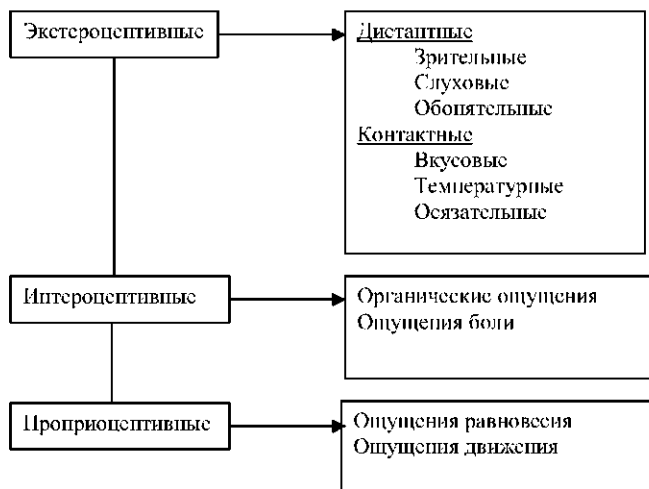 Экстероцептивные
Дистантные
Зрительные
Слуховые
Обонятельные
Контактные
Вкусовые
Температурные
Осязательные
Интероцептивные
Органические ощущения
Ощущения боли
Проприоцептивные
Ощущения равновесия
Ощущения движения